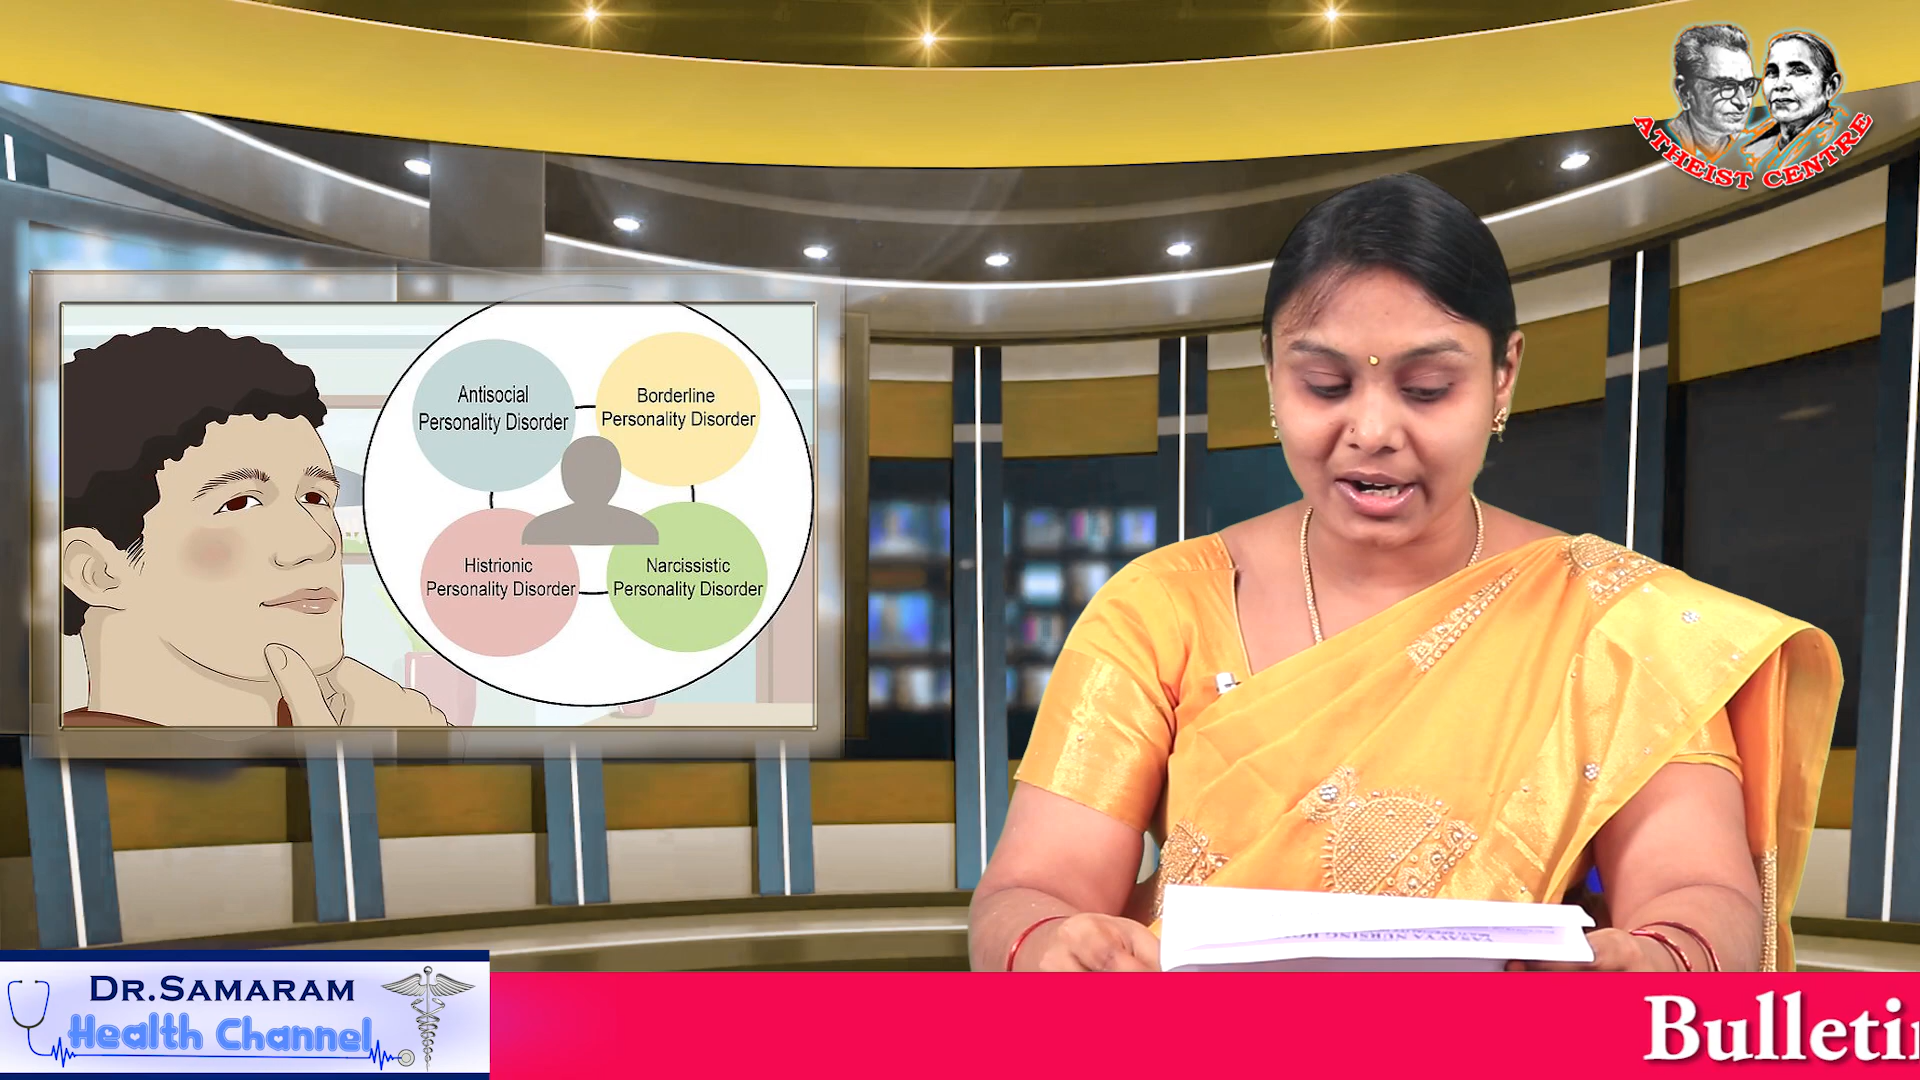 ATHEIST CENTRE
Antisocial
Personality Disorder
Borderline
Personality Disorder
Histrionic
Personality Disorder
Narcissistic
Personality Disorder
DR.SAMARAM
Health Channel
Bulleti